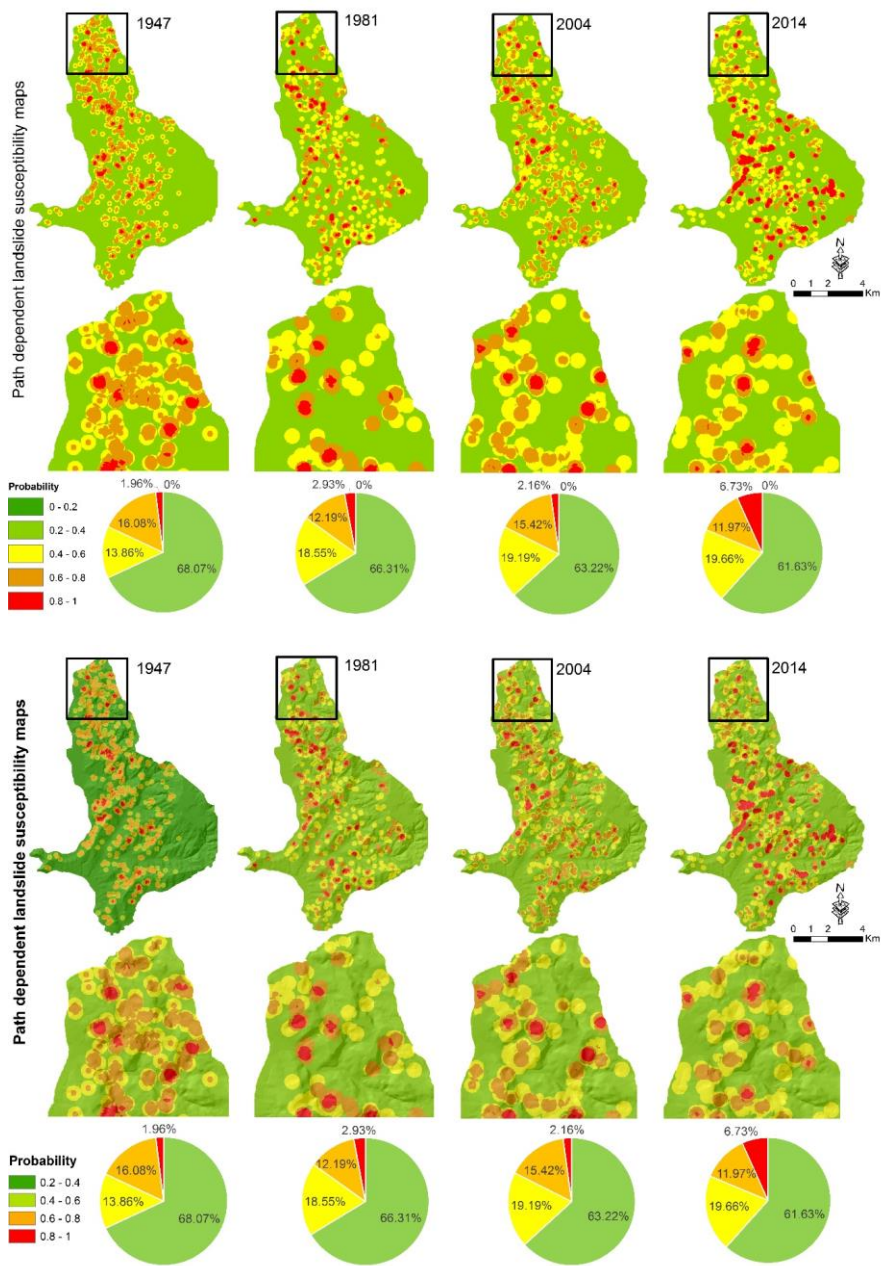 1947
1981
2004
2014
Path dependent landslide susceptibility maps
N
0 1 2 4
Km
Probability
0 - 0.2
0.2 - 0.4
0.4 - 0.6
0.6 - 0.8
0.8 - 1
1.96% 0%
16.08%
13.86%
68.07%
2.93% 0%
12.19%
18.55%
66.31%
2.16% 0%
15.42%
19.19%
63.22%
6.73% 0%
11.97%
19.66%
61.63%
1947
1981
2004
2014
Path dependent landslide susceptibility maps
N
0 1 2 4
Km
Probability
0.2 - 0.4
0.4 - 0.6
0.6 - 0.8
0.8 - 1
1.96%
16.08%
13.86%
68.07%
2.93%
12.19%
18.55%
66.31%
2.16%
15.42%
19.19%
63.22%
6.73%
11.97%
19.66%
61.63%